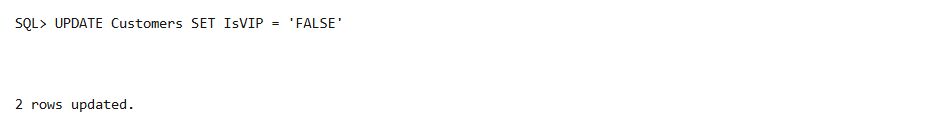 SQL> UPDATE Customers SET IsVIP = 'FALSE'
2 rows updated.